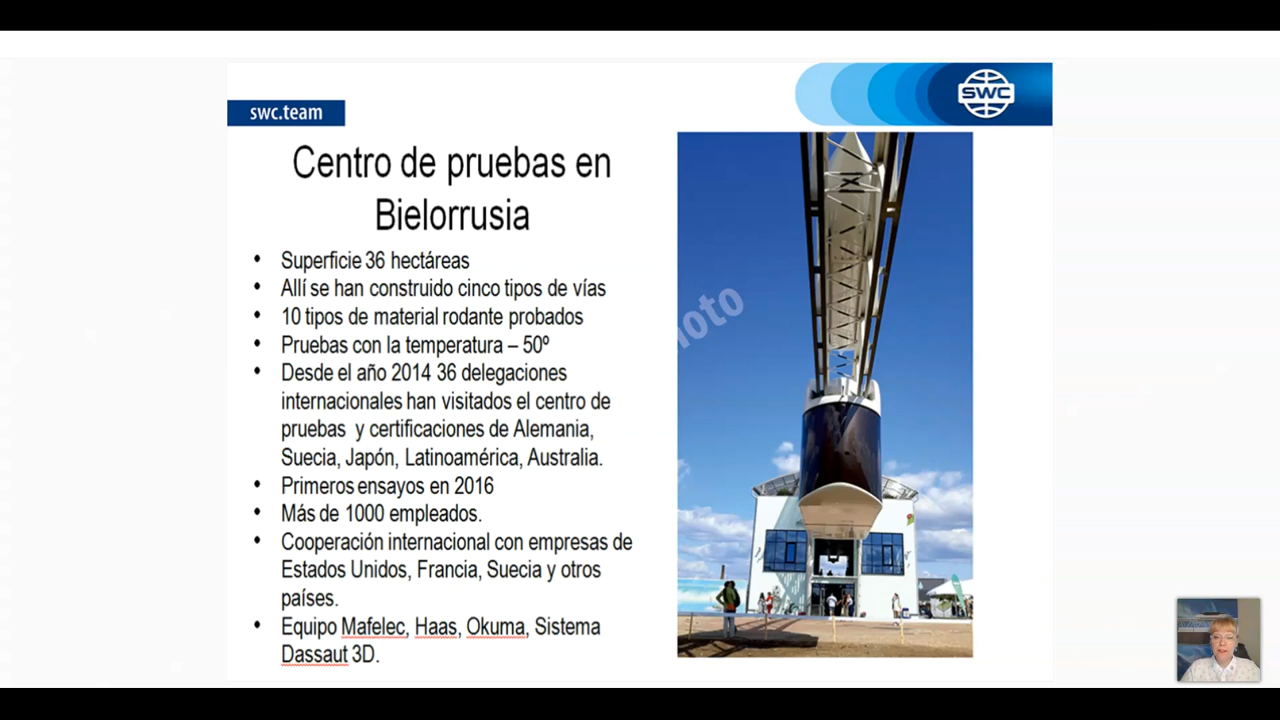 swc.team
SWC
Centro de pruebas en
Bielorrusia
• Superficie 36 hectáreas
• Allí se han construido cinco tipos de vías
• 10 tipos de material rodante probados
• Pruebas con la temperatura – 50º
• Desde el año 2014 36 delegaciones
internacionales han visitados el centro de
pruebas y certificaciones de Alemania,
Suecia, Japón, Latinoamérica, Australia.
• Primeros ensayos en 2016
• Más de 1000 empleados.
• Cooperación internacional con empresas de
Estados Unidos, Francia, Suecia y otros
países.
• Equipo Mafelec, Haas, Okuma, Sistema
Dassaut 3D.
oto